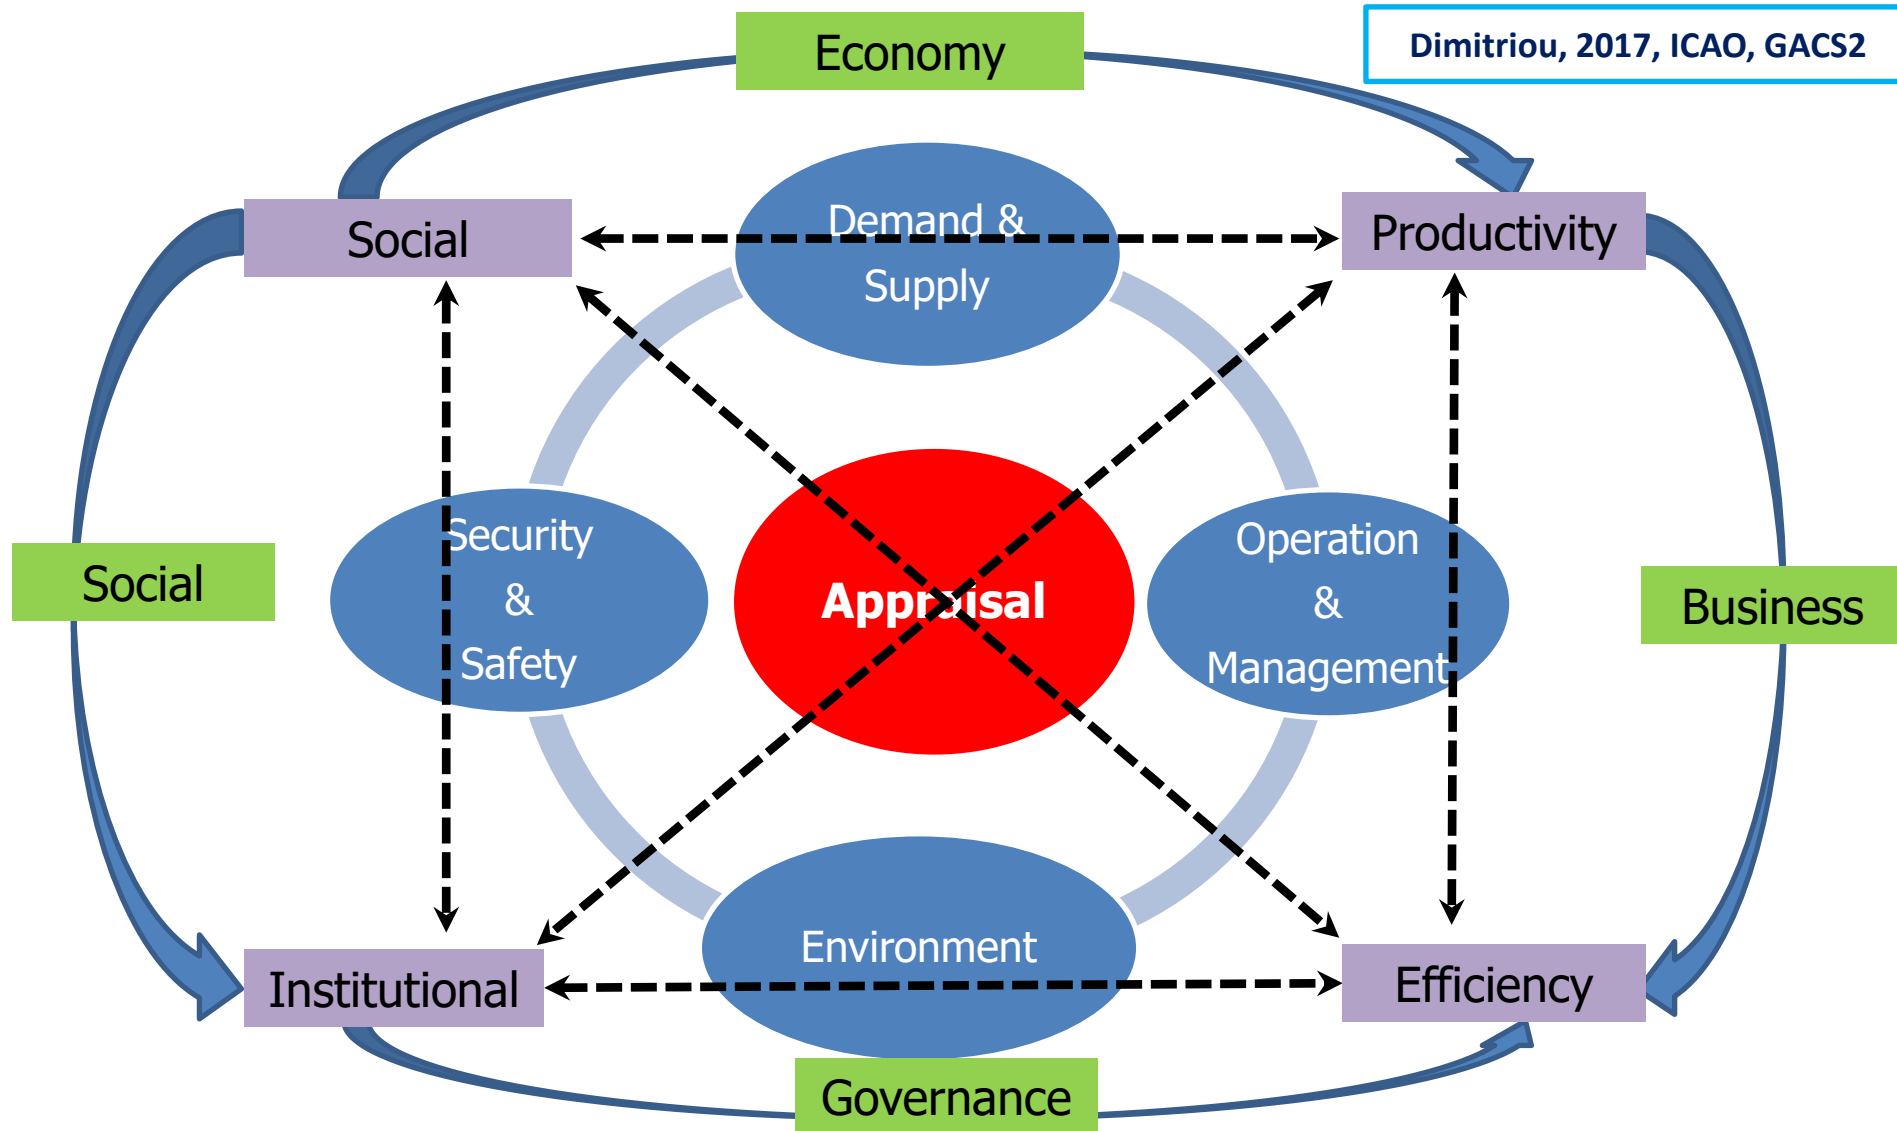 Economy
Dimitriou, 2017, ICAO, GACS2
Social
Demand &
Supply
Productivity
Security
&
Safety
Appraisal
Operation
&
Management
Social
Business
Environment
Institutional
Efficiency
Governance